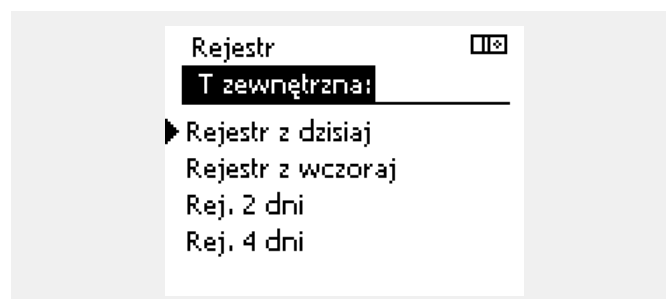 Rejestr
T zewnętrzna:
Rejestr z dzisiaj
Rejestr z wczoraj
Rej. 2 dni
Rej. 4 dni